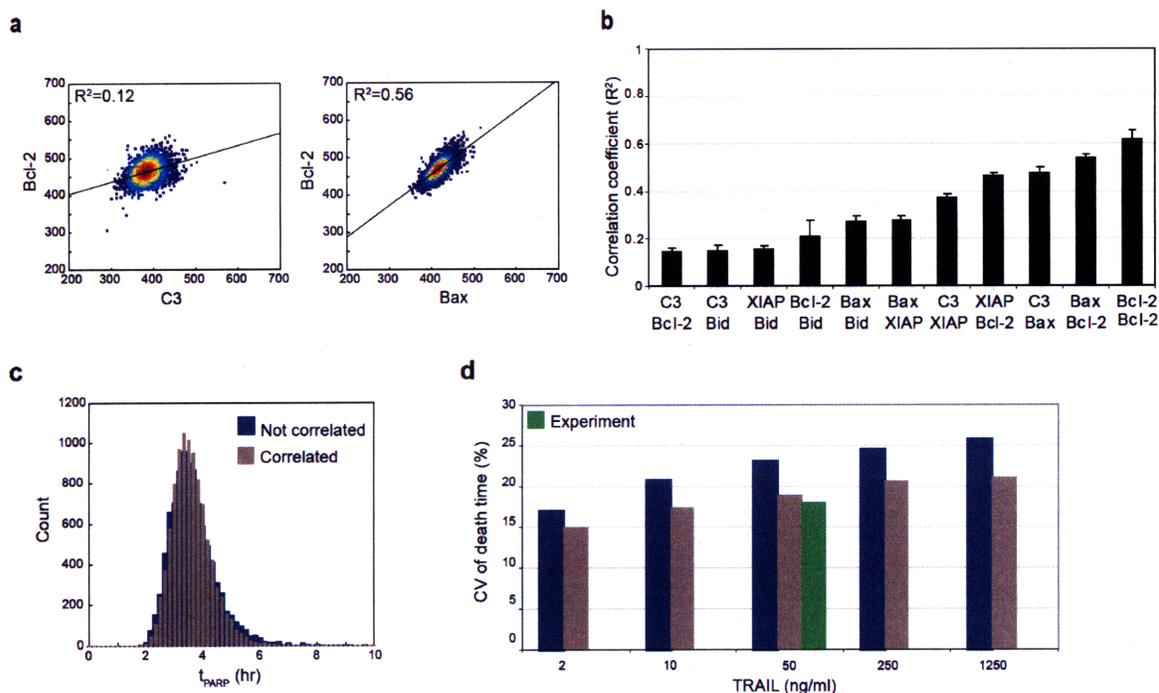 a
R²=0.12
Bcl-2
700
600
500
400
300
200
200 300 400 500 600 700
C3
R²=0.56
Bcl-2
700
600
500
400
300
200
200 300 400 500 600 700
Bax
b
Correlation coefficient (R²)
1
0.8
0.6
0.4
0.2
0
C3 C3 XIAP Bcl-2 Bax Bax C3 XIAP C3 Bax Bcl-2
Bcl-2 Bid Bid Bid Bid XIAP XIAP Bcl-2 Bax Bcl-2 Bcl-2
c
Count
1200
1000
800
600
400
200
0
0 2 4 6 8 10
Not correlated
Correlated
tPARP (hr)
d
CV of death time (%)
30
25
20
15
10
5
0
Experiment
2 10 50 250 1250
TRAIL (ng/ml)